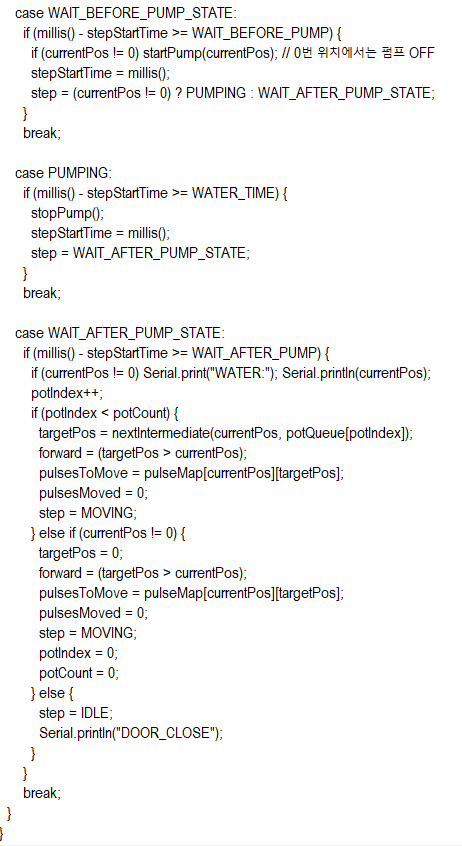 case WAIT_BEFORE_PUMP_STATE:
if (millis() - stepStartTime >= WAIT_BEFORE_PUMP) {
if (currentPos != 0) startPump(currentPos); // 0번 위치에서는 펌프 OFF
stepStartTime = millis();
step = (currentPos != 0) ? PUMPING : WAIT_AFTER_PUMP_STATE;
}
break;
case PUMPING:
if (millis() - stepStartTime >= WATER_TIME) {
stopPump();
stepStartTime = millis();
step = WAIT_AFTER_PUMP_STATE;
}
break;
case WAIT_AFTER_PUMP_STATE:
if (millis() - stepStartTime >= WAIT_AFTER_PUMP) {
if (currentPos != 0) Serial.print("WATER:"); Serial.println(currentPos);
potIndex++;
if (potIndex < potCount) {
targetPos = nextIntermediate(currentPos, potQueue[potIndex]);
forward = (targetPos > currentPos);
pulsesToMove = pulseMap[currentPos][targetPos];
pulsesMoved = 0;
step = MOVING;
} else if (currentPos != 0) {
targetPos = 0;
forward = (targetPos > currentPos);
pulsesToMove = pulseMap[currentPos][targetPos];
pulsesMoved = 0;
step = MOVING;
potIndex = 0;
potCount = 0;
} else {
step = IDLE;
Serial.println("DOOR_CLOSE");
}
}
break;
}
}